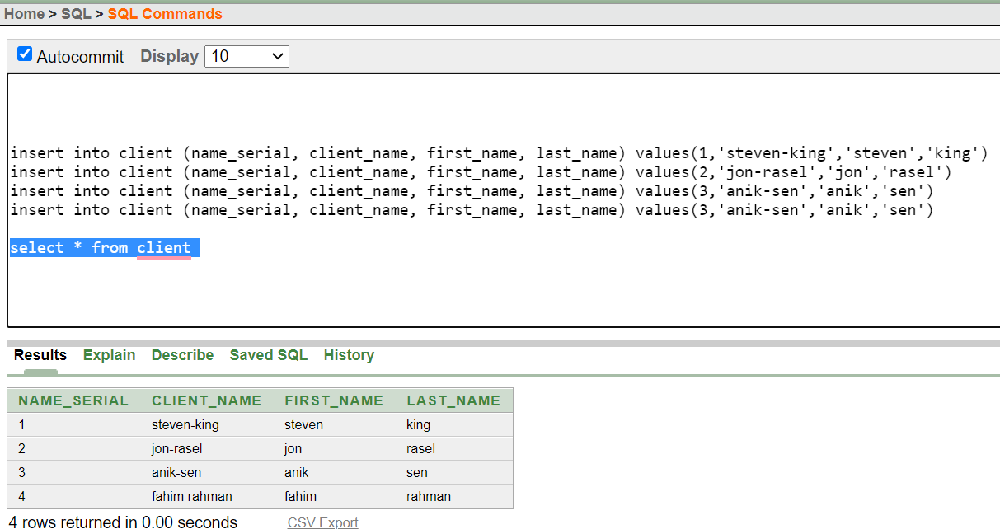 Home > SQL > SQL Commands
Autocommit Display 10
insert into client (name_serial, client_name, first_name, last_name) values(1,'steven-king','steven','king')
insert into client (name_serial, client_name, first_name, last_name) values(2,'jon-rasel','jon','rasel')
insert into client (name_serial, client_name, first_name, last_name) values(3,'anik-sen','anik','sen')
insert into client (name_serial, client_name, first_name, last_name) values(3,'anik-sen','anik','sen')
select * from client
Results Explain Describe Saved SQL History
NAME_SERIAL CLIENT_NAME FIRST_NAME LAST_NAME
1 steven-king steven king
2 jon-rasel jon rasel
3 anik-sen anik sen
4 fahim rahman fahim rahman
4 rows returned in 0.00 seconds CSV Export